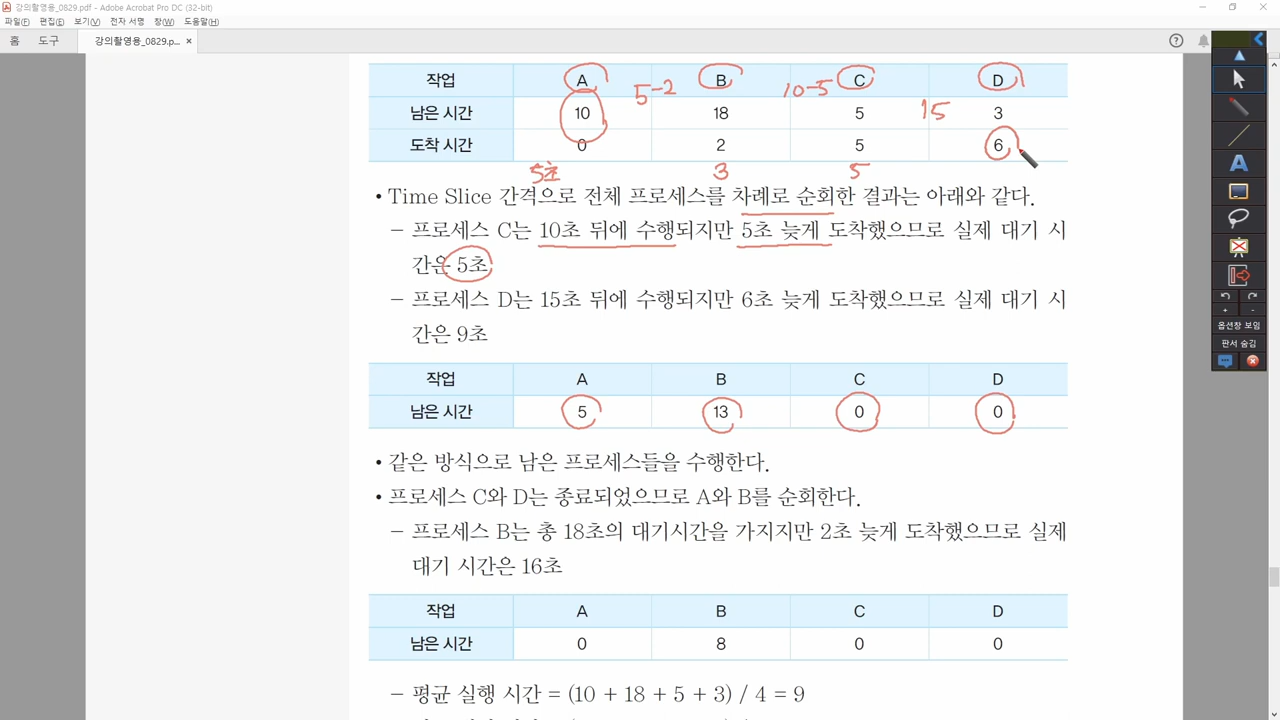 강의촬영용_0829.pdf - Adobe Acrobat Pro DC (32-bit)
파일(F) 편집(E) 보기(V) 전자 서명 창(W) 도움말(H)
홈 도구 강의촬영용_0829.p... ×
작업 A B C D
5-2 10-5 15
남은 시간 10 18 5 3
도착 시간 0 2 5 6
5초 3 5
• Time Slice 간격으로 전체 프로세스를 차례로 순회한 결과는 아래와 같다.
– 프로세스 C는 10초 뒤에 수행되지만 5초 늦게 도착했으므로 실제 대기 시
간은 5초
– 프로세스 D는 15초 뒤에 수행되지만 6초 늦게 도착했으므로 실제 대기 시
간은 9초
작업 A B C D
남은 시간 5 13 0 0
• 같은 방식으로 남은 프로세스들을 수행한다.
• 프로세스 C와 D는 종료되었으므로 A와 B를 순회한다.
– 프로세스 B는 총 18초의 대기시간을 가지지만 2초 늦게 도착했으므로 실제
대기 시간은 16초
작업 A B C D
남은 시간 0 8 0 0
– 평균 실행 시간 = (10 + 18 + 5 + 3) / 4 = 9
A
+ -
옵션창 보임
판서 숨김